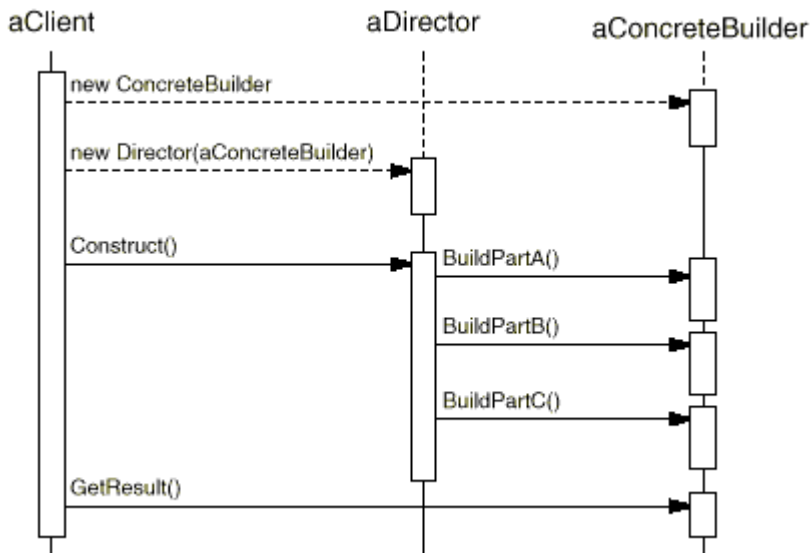 aClient
aDirector
aConcreteBuilder
new ConcreteBuilder
new Director(aConcreteBuilder)
Construct()
BuildPartA()
BuildPartB()
BuildPartC()
GetResult()